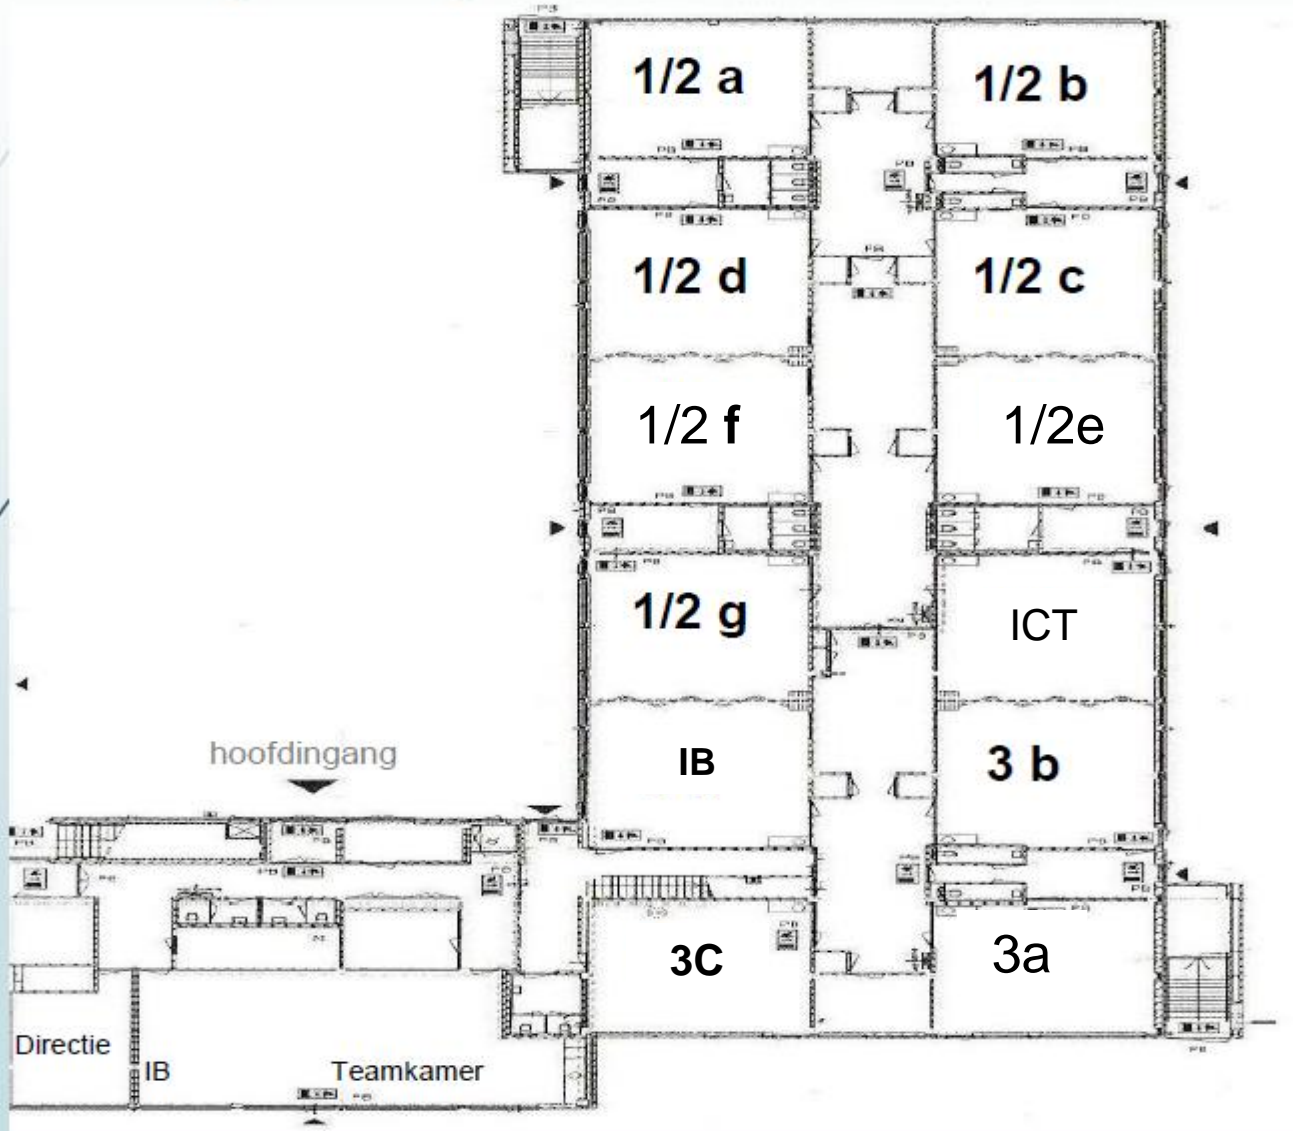 1/2 a
1/2 b
1/2 d
1/2 c
1/2 f
1/2e
1/2 g
ICT
hoofdingang
IB
3 b
3C
3a
Directie
IB
Teamkamer